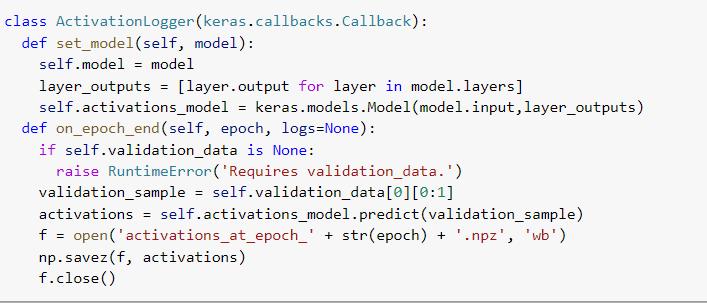 class ActivationLogger(keras.callbacks.Callback):
  def set_model(self, model):
    self.model = model
    layer_outputs = [layer.output for layer in model.layers]
    self.activations_model = keras.models.Model(model.input,layer_outputs)
  def on_epoch_end(self, epoch, logs=None):
    if self.validation_data is None:
      raise RuntimeError('Requires validation_data.')
    validation_sample = self.validation_data[0][0:1]
    activations = self.activations_model.predict(validation_sample)
    f = open('activations_at_epoch_' + str(epoch) + '.npz', 'wb')
    np.savez(f, activations)
    f.close()